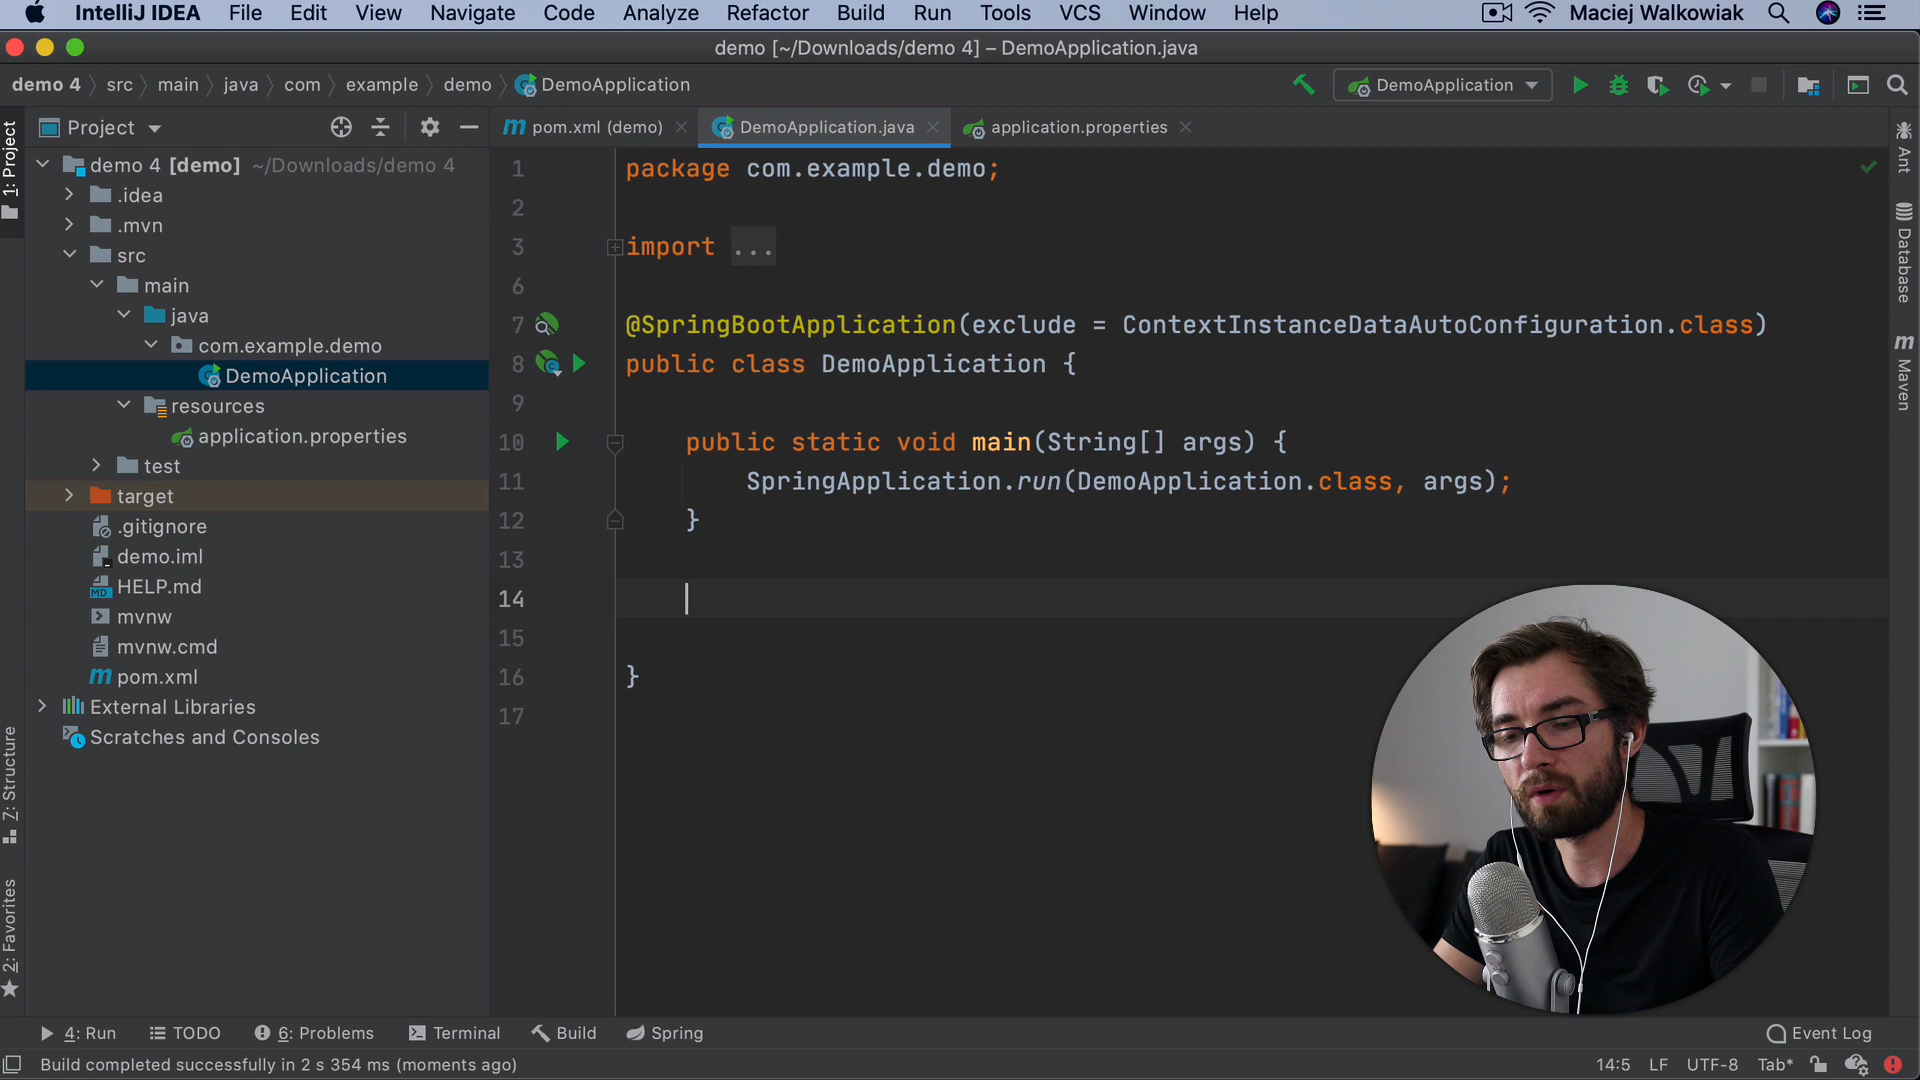 IntelliJ IDEA File Edit View Navigate Code Analyze Refactor Build Run Tools VCS Window Help Maciej Walkowiak
demo [~/Downloads/demo 4] – DemoApplication.java
demo 4 src main java com example demo DemoApplication DemoApplication
1: Project
Project
pom.xml (demo) DemoApplication.java application.properties
demo 4 [demo] ~/Downloads/demo 4
.idea
.mvn
src
main
java
com.example.demo
DemoApplication
resources
application.properties
test
target
.gitignore
demo.iml
HELP.md
mvnw
mvnw.cmd
pom.xml
External Libraries
Scratches and Consoles
1 package com.example.demo;
2
3 import ...
6
7 @SpringBootApplication(exclude = ContextInstanceDataAutoConfiguration.class)
8 public class DemoApplication {
9
10 public static void main(String[] args) {
11 SpringApplication.run(DemoApplication.class, args);
12 }
13
14
15
16 }
17
Ant
Database
m
Maven
Z: Structure
2: Favorites
4: Run TODO 6: Problems Terminal Build Spring Event Log
Build completed successfully in 2 s 354 ms (moments ago) 14:5 LF UTF-8 Tab*